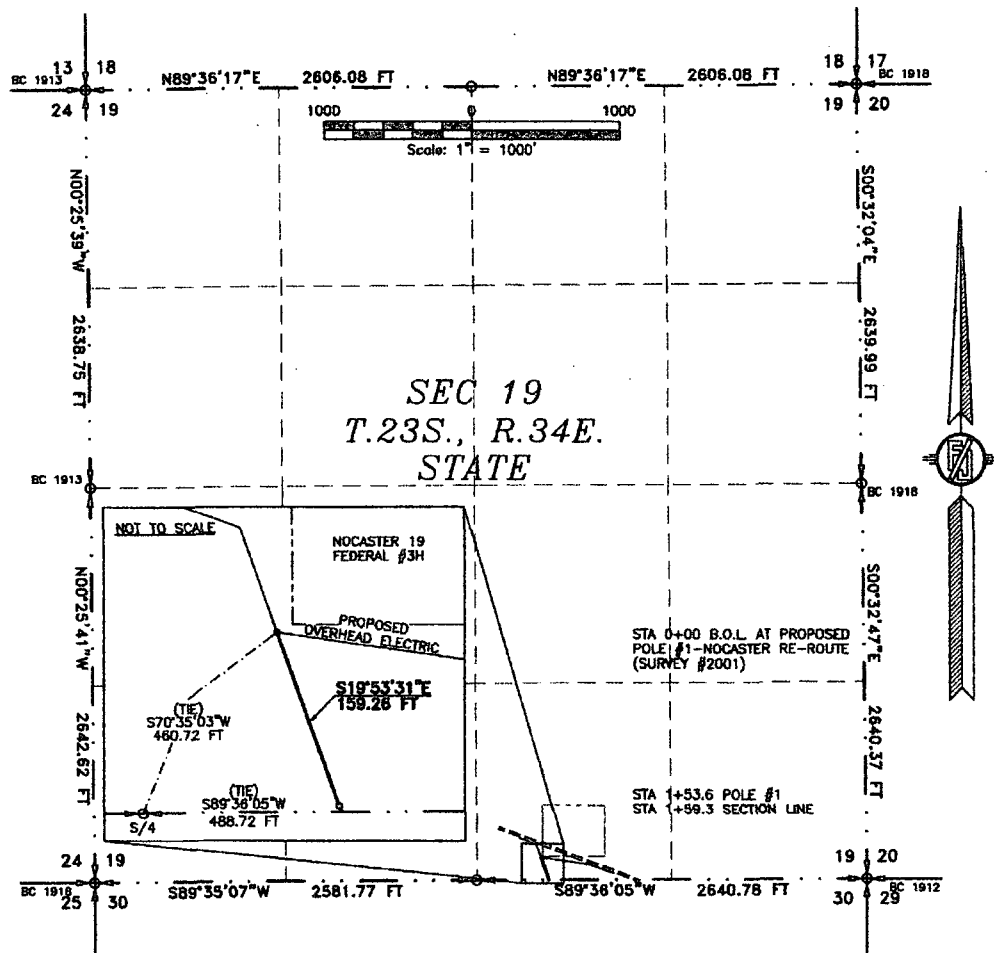 13 18
BC 1913
24 19
N89°36'17"E 2606.08 FT
N89°36'17"E 2606.08 FT
18 17
BC 1918
19 20
1000 0 1000
Scale: 1" = 1000'
N00°25'39"W 2638.75 FT
S00°32'04"E 2639.99 FT
SEC 19
T.23S., R.34E.
STATE
BC 1913
BC 1918
NOT TO SCALE
NOCASTER 19
FEDERAL #3H
PROPOSED
OVERHEAD ELECTRIC
S19°53'31"E
159.26 FT
(TIE)
S70°35'03"W
460.72 FT
(TIE)
S89°36'05"W
488.72 FT
S/4
N00°25'41"W 2642.62 FT
S00°32'47"E 2640.37 FT
STA 0+00 B.O.L. AT PROPOSED
POLE #1-NOCASTER RE-ROUTE
(SURVEY #2001)
STA 1+53.6 POLE #1
STA 1+59.3 SECTION LINE
24 19
BC 1918
25 30
S89°35'07"W 2581.77 FT
S89°36'05"W 2640.78 FT
19 20
BC 1912
30 29